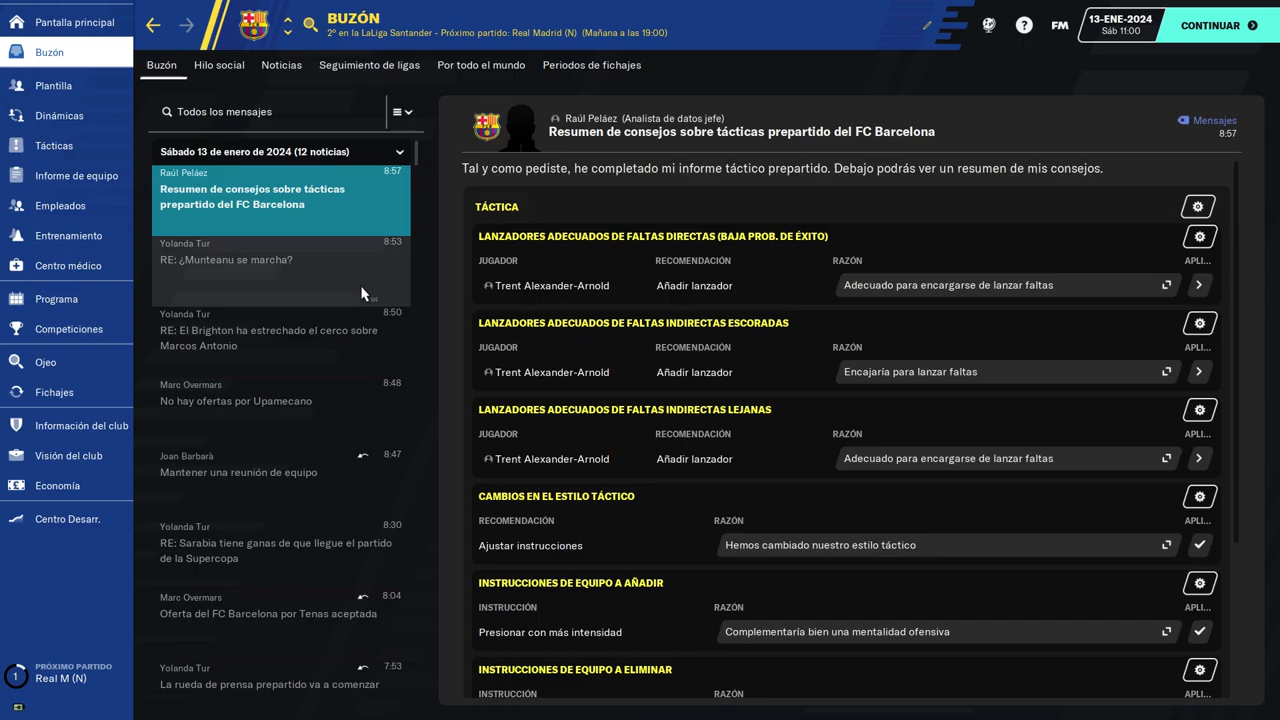 Pantalla principal
Buzón
Plantilla
Dinámicas
Tácticas
Informe de equipo
Empleados
Entrenamiento
Centro médico
Programa
Competiciones
Ojeo
Fichajes
Información del club
Visión del club
Economía
Centro Desarr.
1
PRÓXIMO PARTIDO
Real M (N)
BUZÓN
2º en la LaLiga Santander - Próximo partido: Real Madrid (N) (Mañana a las 19:00)
FM
13-ENE-2024
Sáb 11:00
CONTINUAR
Buzón Hilo social Noticias Seguimiento de ligas Por todo el mundo Periodos de fichajes
Todos los mensajes
Sábado 13 de enero de 2024 (12 noticias)
Raúl Peláez 8:57
Resumen de consejos sobre tácticas
prepartido del FC Barcelona
Yolanda Tur 8:53
RE: ¿Munteanu se marcha?
Yolanda Tur 8:50
RE: El Brighton ha estrechado el cerco sobre
Marcos Antonio
Marc Overmars 8:48
No hay ofertas por Upamecano
Joan Barbarà 8:47
Mantener una reunión de equipo
Yolanda Tur 8:30
RE: Sarabia tiene ganas de que llegue el partido
de la Supercopa
Marc Overmars 8:04
Oferta del FC Barcelona por Tenas aceptada
Yolanda Tur 7:53
La rueda de prensa prepartido va a comenzar
Raúl Peláez (Analista de datos jefe)
Resumen de consejos sobre tácticas prepartido del FC Barcelona
Mensajes
8:57
Tal y como pediste, he completado mi informe táctico prepartido. Debajo podrás ver un resumen de mis consejos.
TÁCTICA
LANZADORES ADECUADOS DE FALTAS DIRECTAS (BAJA PROB. DE ÉXITO)
JUGADOR RECOMENDACIÓN RAZÓN APLI...
Trent Alexander-Arnold Añadir lanzador Adecuado para encargarse de lanzar faltas
LANZADORES ADECUADOS DE FALTAS INDIRECTAS ESCORADAS
JUGADOR RECOMENDACIÓN RAZÓN APLI...
Trent Alexander-Arnold Añadir lanzador Encajaría para lanzar faltas
LANZADORES ADECUADOS DE FALTAS INDIRECTAS LEJANAS
JUGADOR RECOMENDACIÓN RAZÓN APLI...
Trent Alexander-Arnold Añadir lanzador Adecuado para encargarse de lanzar faltas
CAMBIOS EN EL ESTILO TÁCTICO
RECOMENDACIÓN RAZÓN APLI...
Ajustar instrucciones Hemos cambiado nuestro estilo táctico
INSTRUCCIONES DE EQUIPO A AÑADIR
INSTRUCCIÓN RAZÓN APLI...
Presionar con más intensidad Complementaría bien una mentalidad ofensiva
INSTRUCCIONES DE EQUIPO A ELIMINAR
INSTRUCCIÓN RAZÓN APLI...